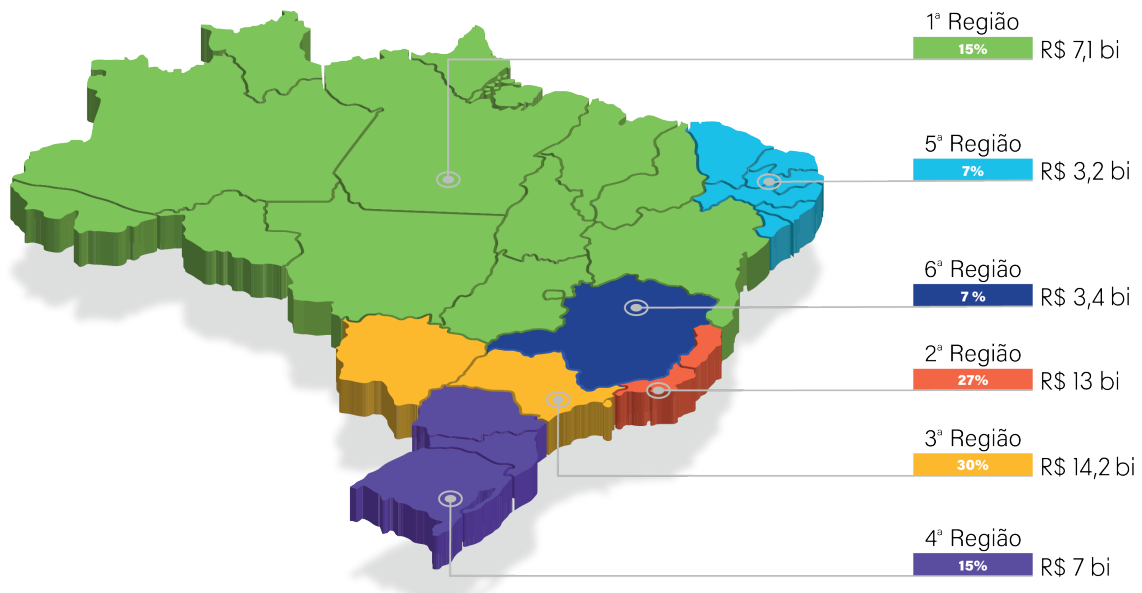 1ª Região
15% R$ 7,1 bi
5ª Região
7% R$ 3,2 bi
6ª Região
7 % R$ 3,4 bi
2ª Região
27% R$ 13 bi
3ª Região
30% R$ 14,2 bi
4ª Região
15% R$ 7 bi